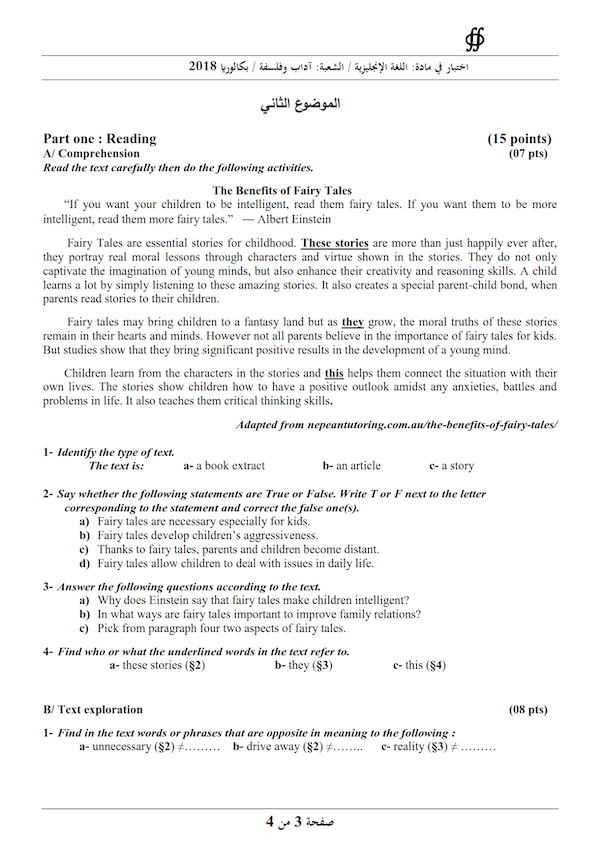 اختبار في مادة: اللغة الإنجليزية / الشعبة: آداب وفلسفة / بكالوريا 2018
الموضوع الثاني
Part one : Reading (15 points)
A/ Comprehension (07 pts)
Read the text carefully then do the following activities.
The Benefits of Fairy Tales
“If you want your children to be intelligent, read them fairy tales. If you want them to be more
intelligent, read them more fairy tales.” — Albert Einstein
Fairy Tales are essential stories for childhood. These stories are more than just happily ever after,
they portray real moral lessons through characters and virtue shown in the stories. They do not only
captivate the imagination of young minds, but also enhance their creativity and reasoning skills. A child
learns a lot by simply listening to these amazing stories. It also creates a special parent-child bond, when
parents read stories to their children.
Fairy tales may bring children to a fantasy land but as they grow, the moral truths of these stories
remain in their hearts and minds. However not all parents believe in the importance of fairy tales for kids.
But studies show that they bring significant positive results in the development of a young mind.
Children learn from the characters in the stories and this helps them connect the situation with their
own lives. The stories show children how to have a positive outlook amidst any anxieties, battles and
problems in life. It also teaches them critical thinking skills.
Adapted from nepeantutoring.com.au/the-benefits-of-fairy-tales/
1- Identify the type of text.
The text is: a- a book extract b- an article c- a story
2- Say whether the following statements are True or False. Write T or F next to the letter
corresponding to the statement and correct the false one(s).
a) Fairy tales are necessary especially for kids.
b) Fairy tales develop children’s aggressiveness.
c) Thanks to fairy tales, parents and children become distant.
d) Fairy tales allow children to deal with issues in daily life.
3- Answer the following questions according to the text.
a) Why does Einstein say that fairy tales make children intelligent?
b) In what ways are fairy tales important to improve family relations?
c) Pick from paragraph four two aspects of fairy tales.
4- Find who or what the underlined words in the text refer to.
a- these stories (§2) b- they (§3) c- this (§4)
B/ Text exploration (08 pts)
1- Find in the text words or phrases that are opposite in meaning to the following :
a- unnecessary (§2) ≠……… b- drive away (§2) ≠…….. c- reality (§3) ≠ ………
صفحة 3 من 4